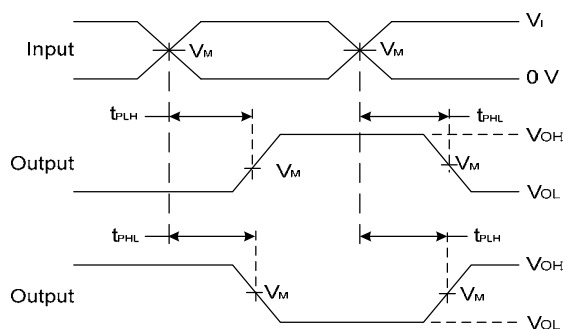 Input VM VM VI
0 V
tPLH tPHL
Output VM VM VOH
VOL
tPHL tPLH
Output VM VM VOH
VOL